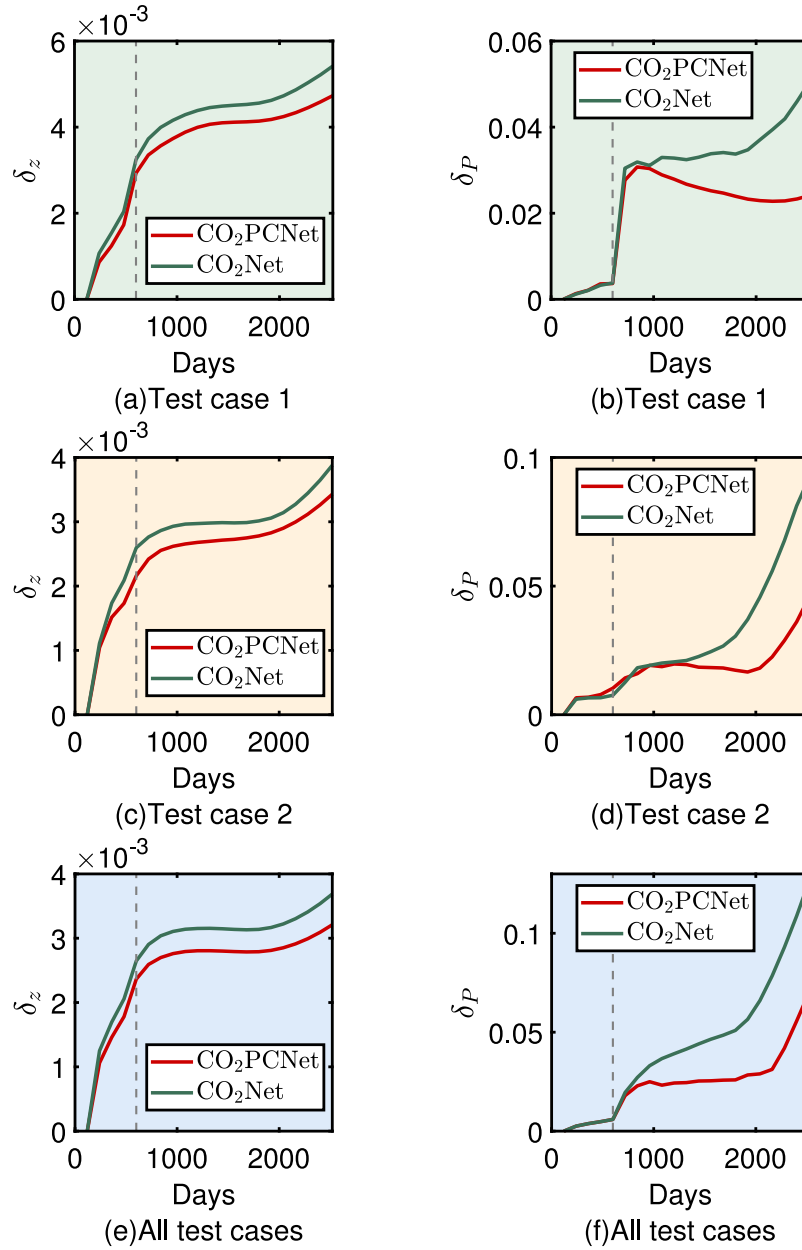 ×10-3
6
4
2
0
δz
CO2PCNet
CO2Net
0 1000 2000
Days
(a)Test case 1
0.06
0.04
0.02
0
δP
CO2PCNet
CO2Net
0 1000 2000
Days
(b)Test case 1
×10-3
4
3
2
1
0
δz
CO2PCNet
CO2Net
0 1000 2000
Days
(c)Test case 2
0.1
0.05
0
δP
CO2PCNet
CO2Net
0 1000 2000
Days
(d)Test case 2
×10-3
4
3
2
1
0
δz
CO2PCNet
CO2Net
0 1000 2000
Days
(e)All test cases
0.1
0.05
0
δP
CO2PCNet
CO2Net
0 1000 2000
Days
(f)All test cases